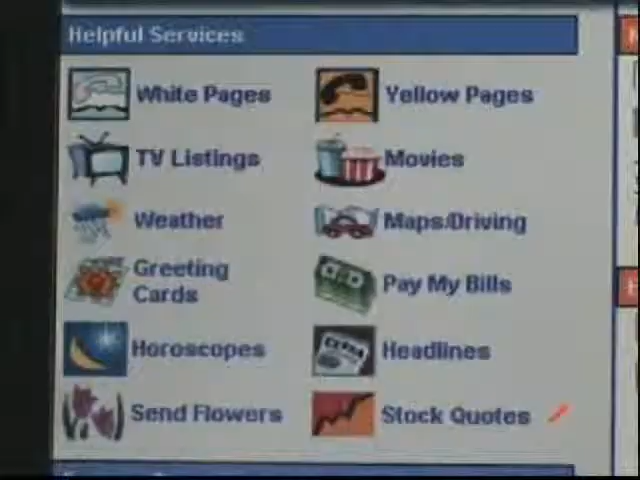 Helpful Services
White Pages
Yellow Pages
TV Listings
Movies
Weather
Maps/Driving
Greeting
Cards
Pay My Bills
Horoscopes
EXTRA
Headlines
Send Flowers
Stock Quotes